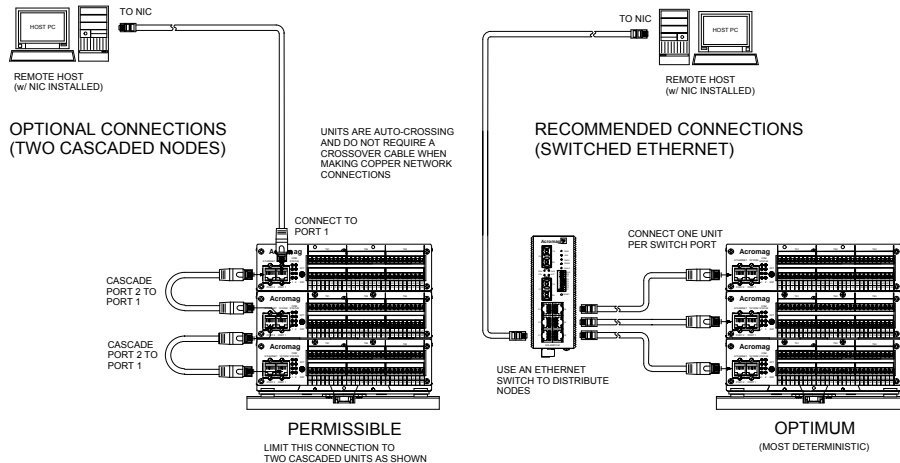 HOST PC
TO NIC
REMOTE HOST
(w/ NIC INSTALLED)
OPTIONAL CONNECTIONS
(TWO CASCADED NODES)
UNITS ARE AUTO-CROSSING
AND DO NOT REQUIRE A
CROSSOVER CABLE WHEN
MAKING COPPER NETWORK
CONNECTIONS
CONNECT TO
PORT 1
CASCADE
PORT 2 TO
PORT 1
CASCADE
PORT 2 TO
PORT 1
Acromag
Acromag
Acromag
PERMISSIBLE
LIMIT THIS CONNECTION TO
TWO CASCADED UNITS AS SHOWN
TO NIC
HOST PC
REMOTE HOST
(w/ NIC INSTALLED)
RECOMMENDED CONNECTIONS
(SWITCHED ETHERNET)
CONNECT ONE UNIT
PER SWITCH PORT
Acromag
USE AN ETHERNET
SWITCH TO DISTRIBUTE
NODES
Acromag
Acromag
Acromag
OPTIMUM
(MOST DETERMINISTIC)